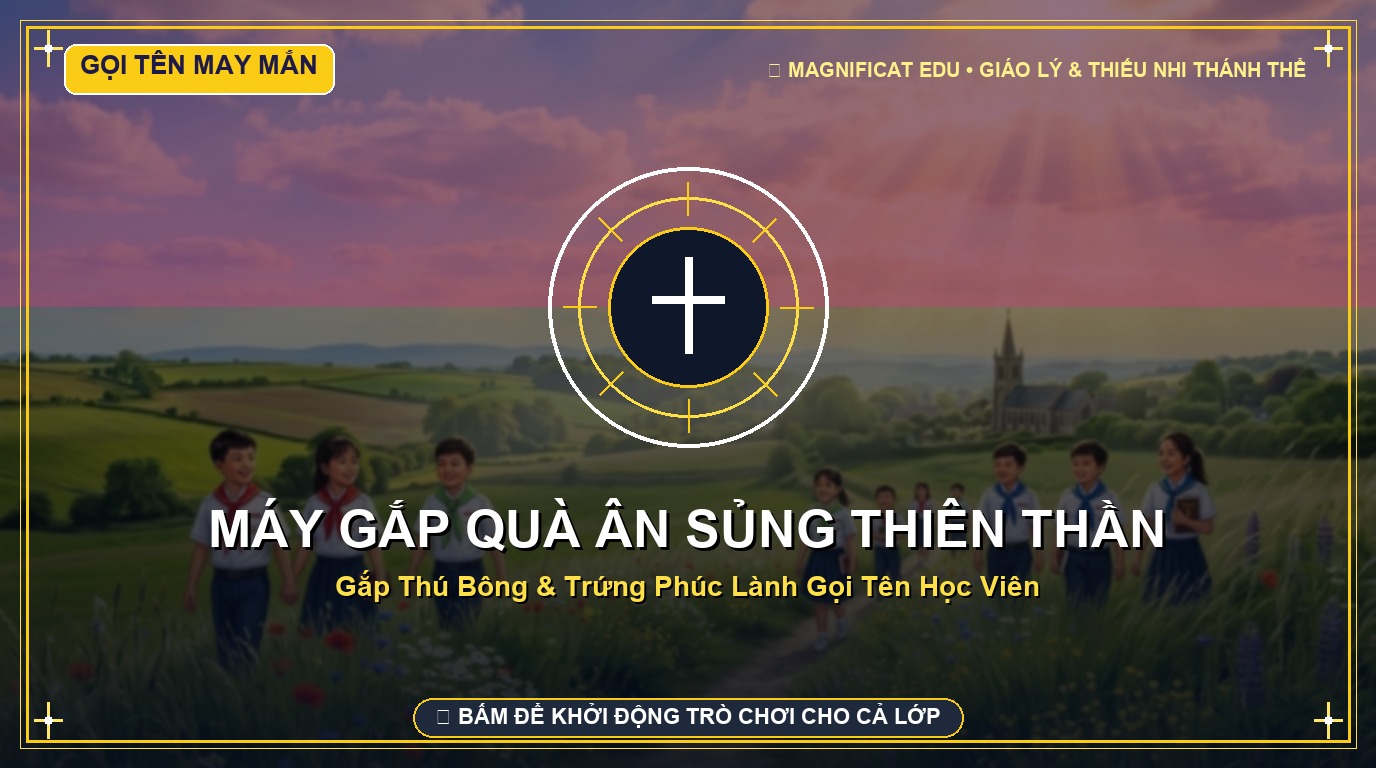 GỌI TÊN MAY MẮN
MAGNIFICAT EDU • GIÁO LÝ & THIẾU NHI THÁNH THỂ
MÁY GẮP QUÀ ÂN SỦNG THIÊN THẦN
Gắp Thú Bông & Trứng Phúc Lành Gọi Tên Học Viên
BẤM ĐỂ KHỞI ĐỘNG TRÒ CHƠI CHO CẢ LỚP